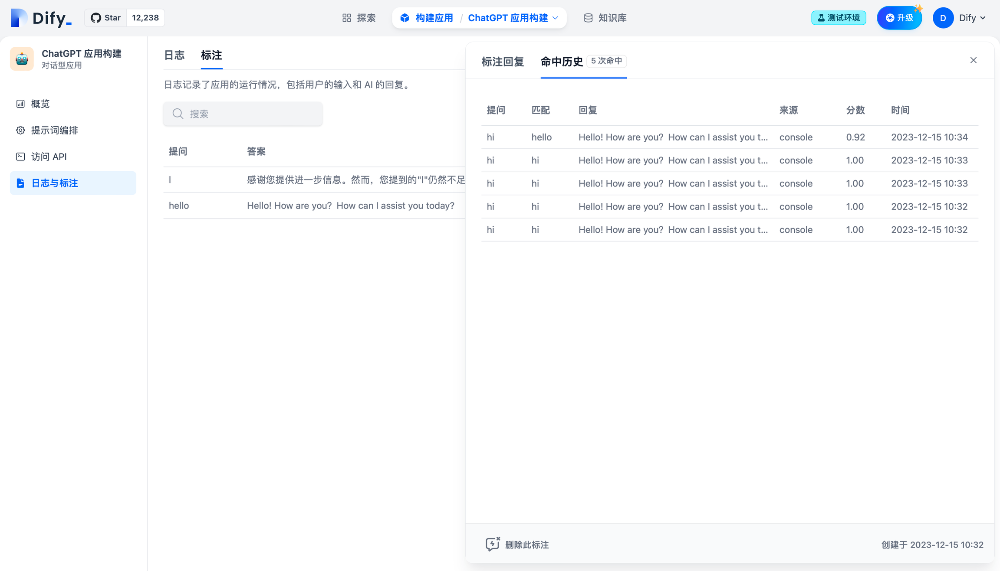 Dify_
Star 12,238
探索
构建应用 / ChatGPT 应用构建
知识库
测试环境
升级
D Dify
ChatGPT 应用构建
对话型应用
概览
提示词编排
访问 API
日志与标注
日志 标注
日志记录了应用的运行情况，包括用户的输入和 AI 的回复。
搜索
提问 答案
I 感谢您提供进一步信息。然而，您提到的"I"仍然不足
hello Hello! How are you? How can I assist you today?
标注回复 命中历史 5 次命中
提问 匹配 回复 来源 分数 时间
hi hello Hello! How are you? How can I assist you t... console 0.92 2023-12-15 10:34
hi hi Hello! How are you? How can I assist you t... console 1.00 2023-12-15 10:33
hi hi Hello! How are you? How can I assist you t... console 1.00 2023-12-15 10:33
hi hi Hello! How are you? How can I assist you t... console 1.00 2023-12-15 10:32
hi hi Hello! How are you? How can I assist you t... console 1.00 2023-12-15 10:32
删除此标注 创建于 2023-12-15 10:32